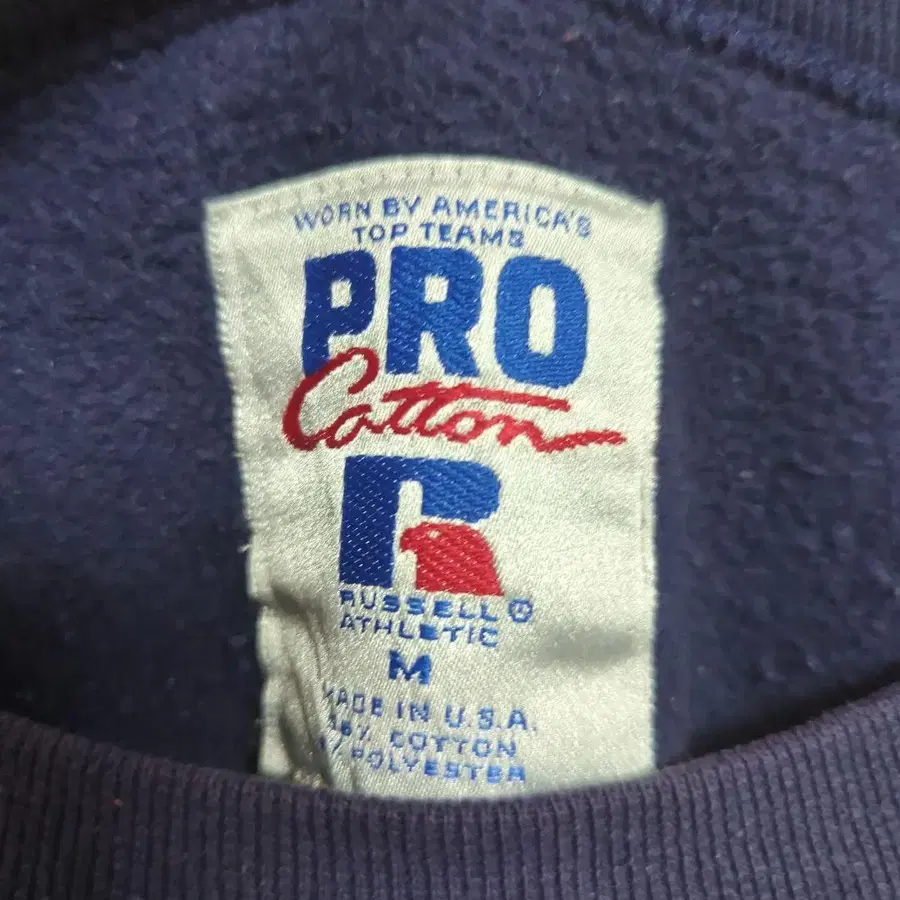 WORN BY AMERICA'S
TOP TEAMS
PRO
Cotton
R
RUSSELL ®
ATHLETIC
M
MADE IN U.S.A.
COTTON
POLYESTER